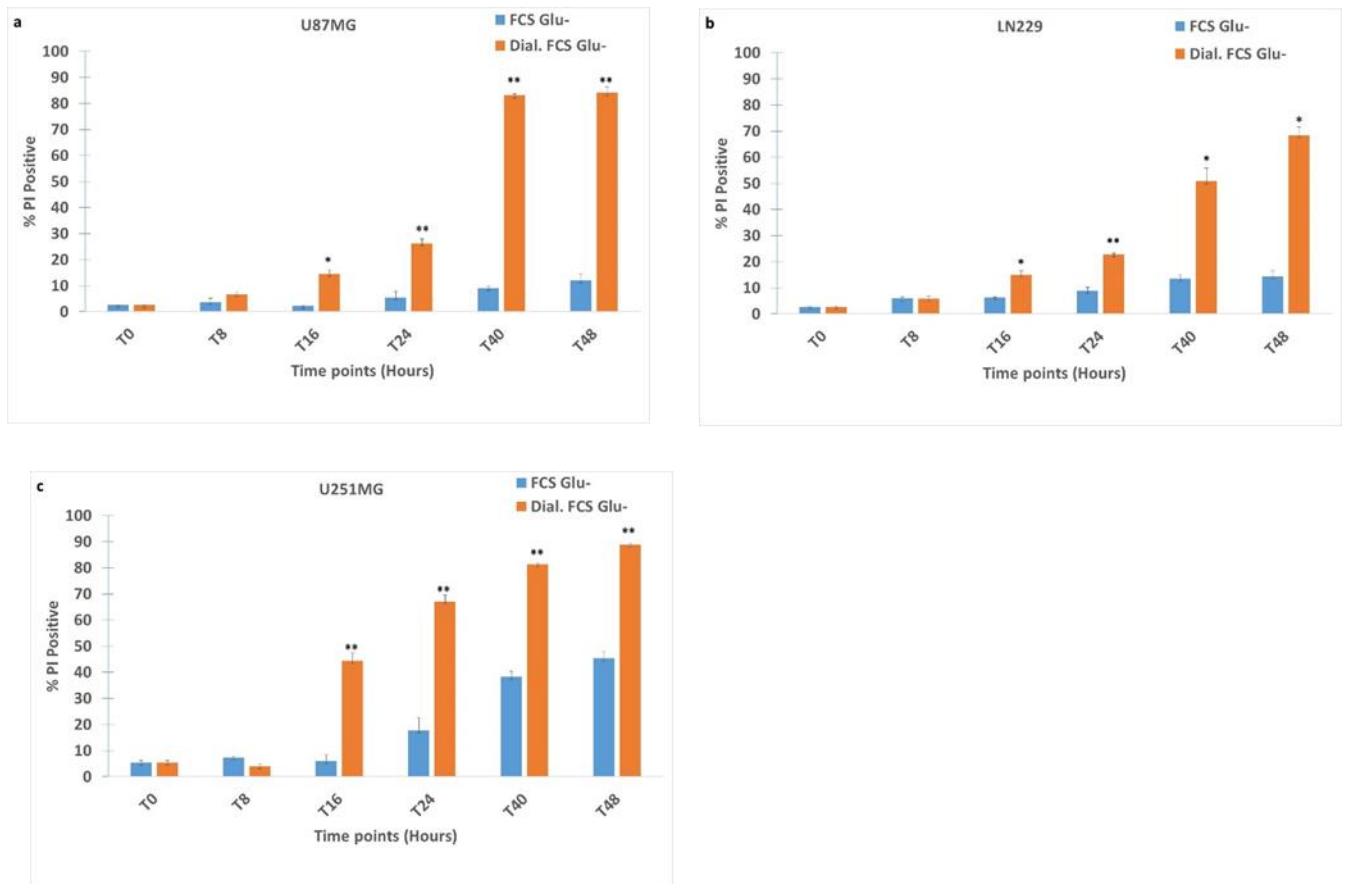 a
U87MG
FCS Glu-
Dial. FCS Glu-
100
90
80
70
60
50
40
30
20
10
0
% PI Positive
**
**
**
*
T0
T8
T16
T24
T40
T48
Time points (Hours)
b
LN229
FCS Glu-
Dial. FCS Glu-
100
90
80
70
60
50
40
30
20
10
0
% PI Positive
*
*
**
*
T0
T8
T16
T24
T40
T48
Time points (Hours)
c
U251MG
FCS Glu-
Dial. FCS Glu-
100
90
80
70
60
50
40
30
20
10
0
% PI Positive
**
**
**
**
T0
T8
T16
T24
T40
T48
Time points (Hours)